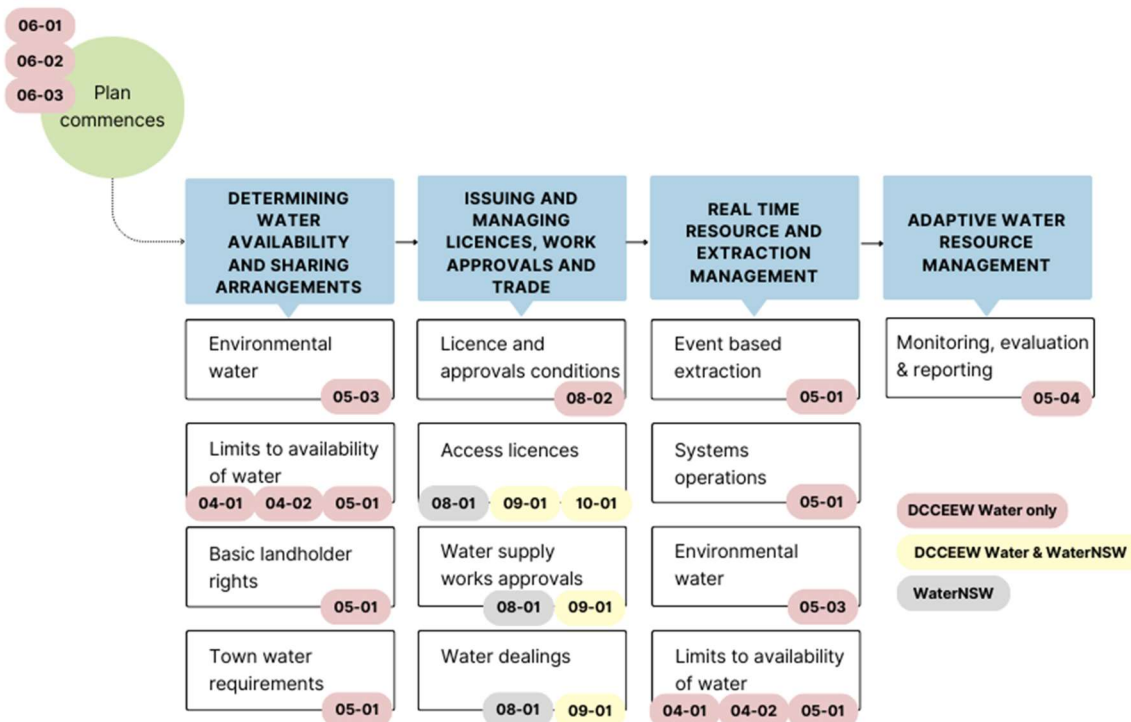 06-01
06-02
06-03
Plan
commences
DETERMINING
WATER
AVAILABILITY
AND SHARING
ARRANGEMENTS
Environmental
water
05-03
Limits to availability
of water
04-01
04-02
05-01
Basic landholder
rights
05-01
Town water
requirements
05-01
ISSUING AND
MANAGING
LICENCES, WORK
APPROVALS AND
TRADE
Licence and
approvals conditions
08-02
Access licences
08-01
09-01
10-01
Water supply
works approvals
08-01
09-01
Water dealings
08-01
09-01
REAL TIME
RESOURCE AND
EXTRACTION
MANAGEMENT
Event based
extraction
05-01
Systems
operations
05-01
Environmental
water
05-03
Limits to availability
of water
04-01
04-02
05-01
ADAPTIVE WATER
RESOURCE
MANAGEMENT
Monitoring, evaluation
& reporting
05-04
DCCEEW Water only
DCCEEW Water & WaterNSW
WaterNSW